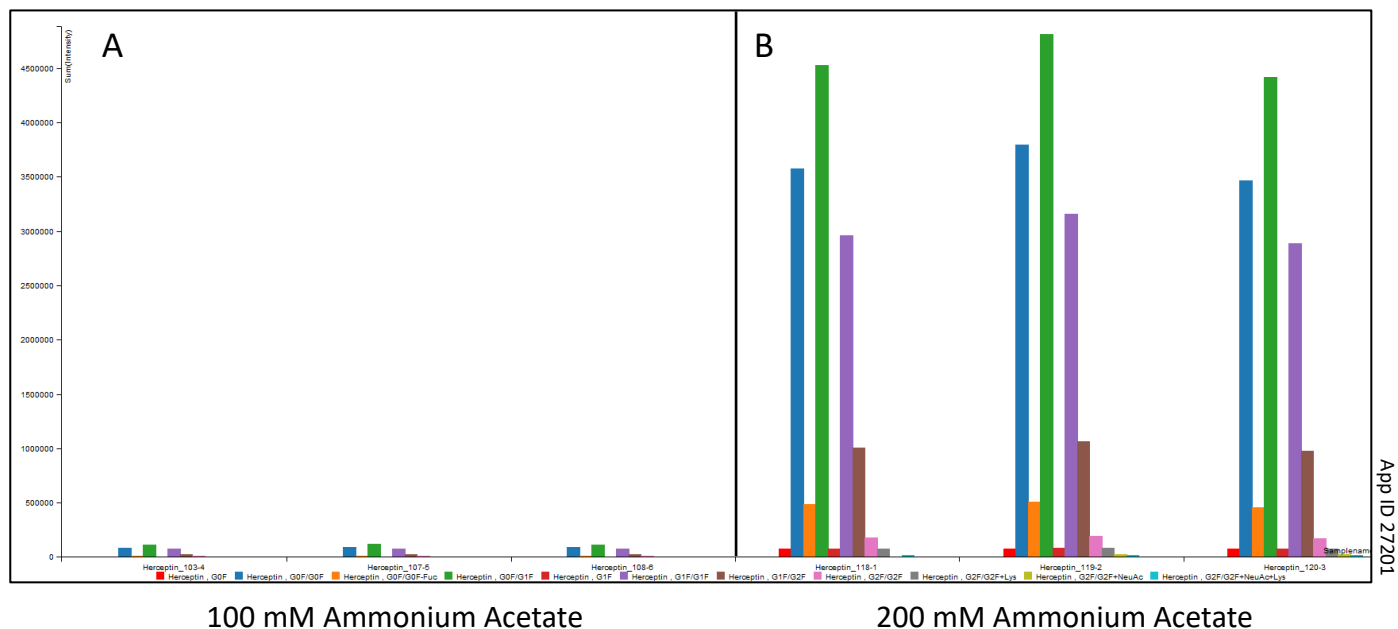 A
B
Sum(Intensity)
4500000
4000000
3500000
3000000
2500000
2000000
1500000
1000000
500000
0
Samplename
Herceptin_103-4
Herceptin_107-5
Herceptin_108-6
Herceptin_118-1
Herceptin_119-2
Herceptin_120-3
Herceptin , G0F
Herceptin , G0F/G0F
Herceptin , G0F/G0F-Fuc
Herceptin , G0F/G1F
Herceptin , G1F
Herceptin , G1F/G1F
Herceptin , G1F/G2F
Herceptin , G2F/G2F
Herceptin , G2F/G2F+Lys
Herceptin , G2F/G2F+NeuAc
Herceptin , G2F/G2F+NeuAc+Lys
App ID 27201
100 mM Ammonium Acetate
200 mM Ammonium Acetate